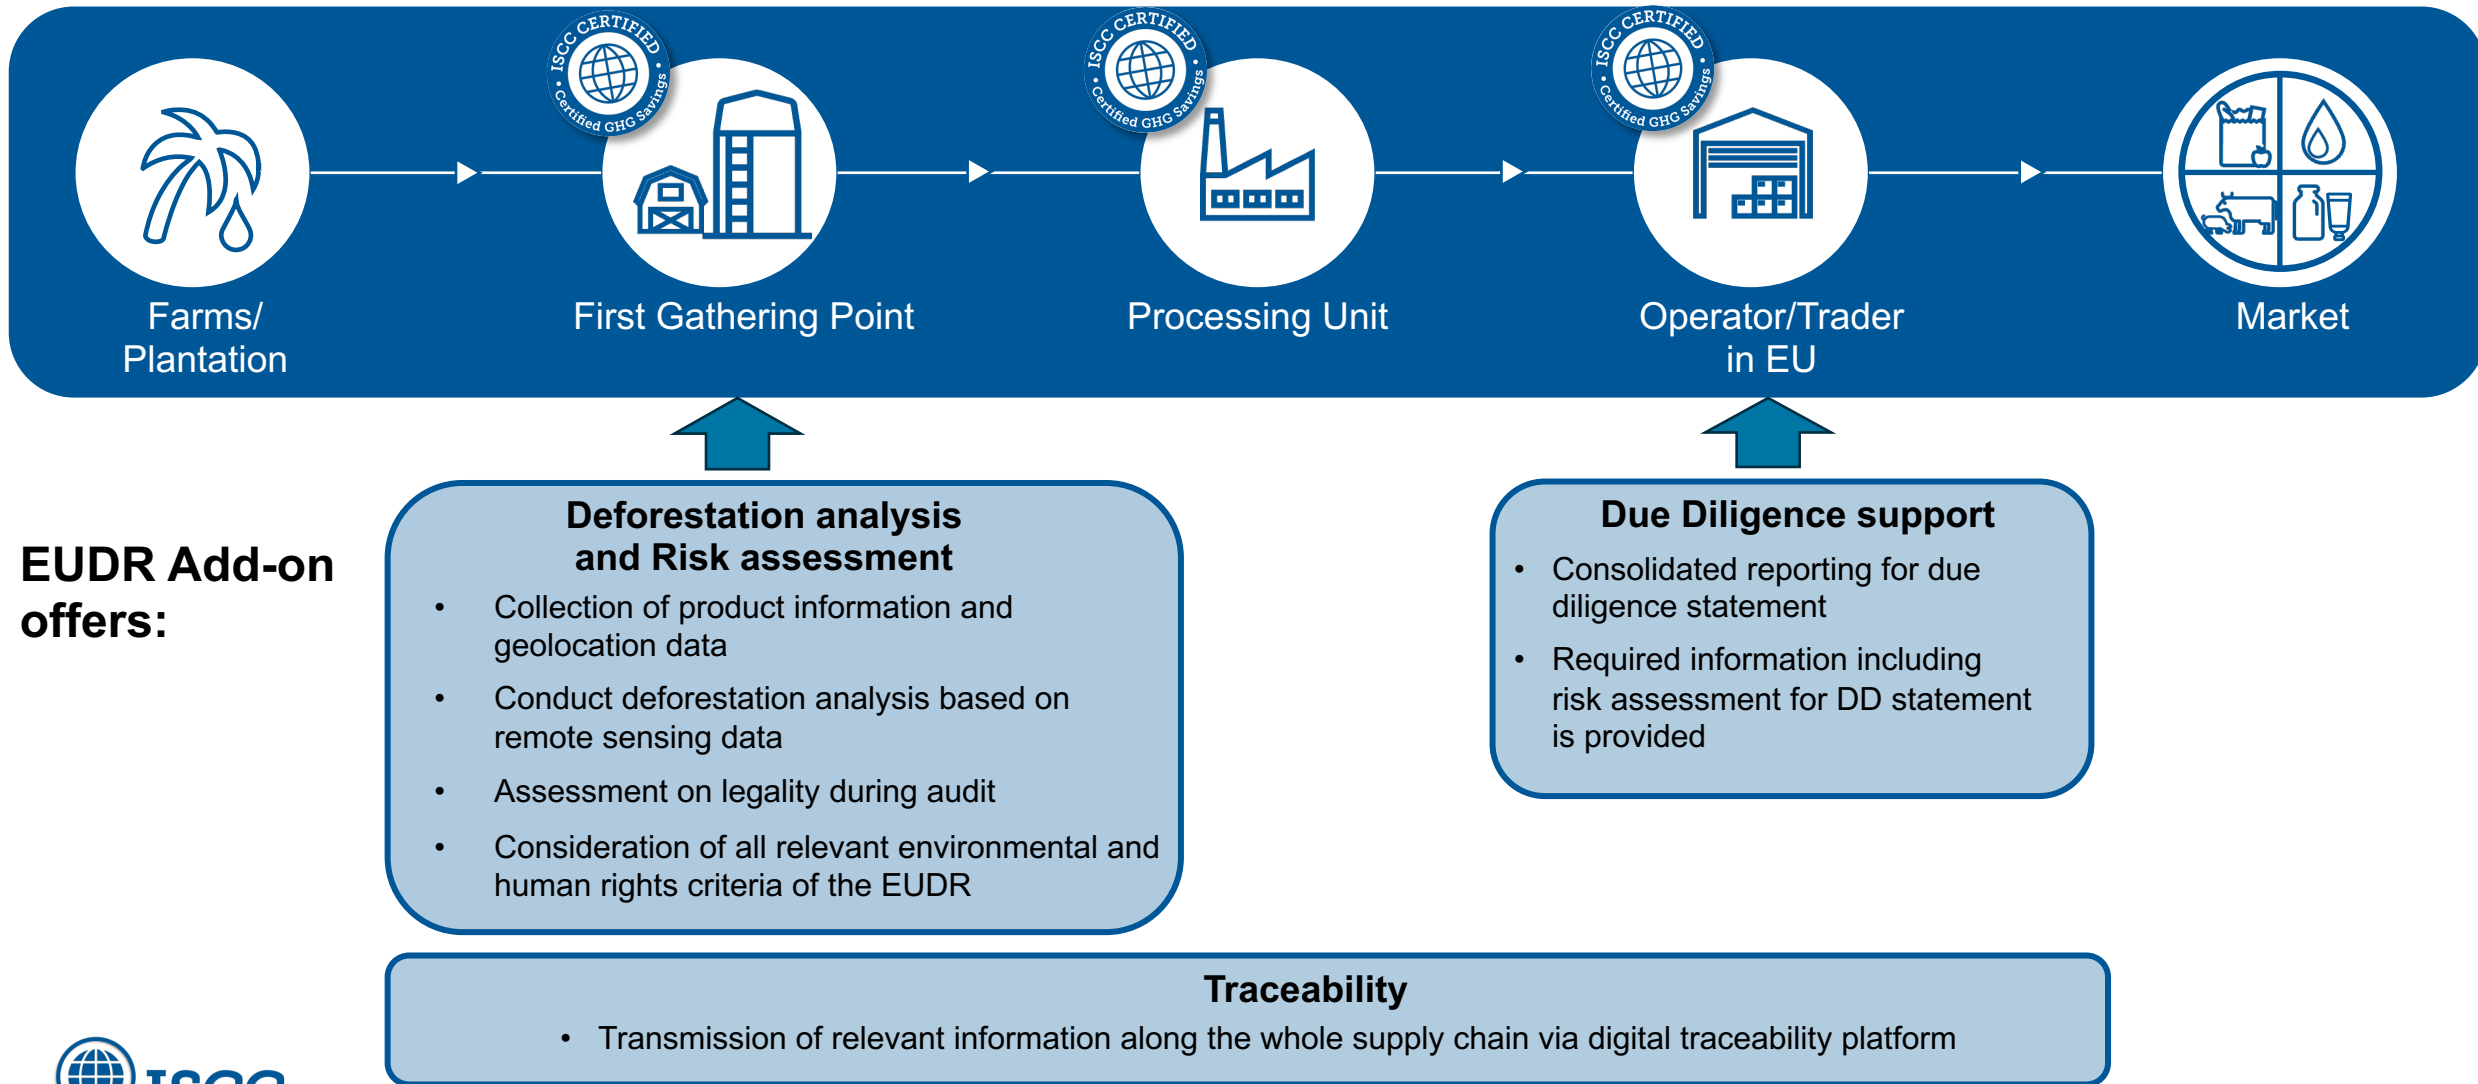 ISCC CERTIFIED
Certified GHG Savings
ISCC CERTIFIED
Certified GHG Savings
ISCC CERTIFIED
Certified GHG Savings
Farms/
Plantation
First Gathering Point
Processing Unit
Operator/Trader
in EU
Market
EUDR Add-on
offers:
Deforestation analysis
and Risk assessment
• Collection of product information and
geolocation data
• Conduct deforestation analysis based on
remote sensing data
• Assessment on legality during audit
• Consideration of all relevant environmental and
human rights criteria of the EUDR
Due Diligence support
• Consolidated reporting for due
diligence statement
• Required information including
risk assessment for DD statement
is provided
Traceability
• Transmission of relevant information along the whole supply chain via digital traceability platform
ISCC